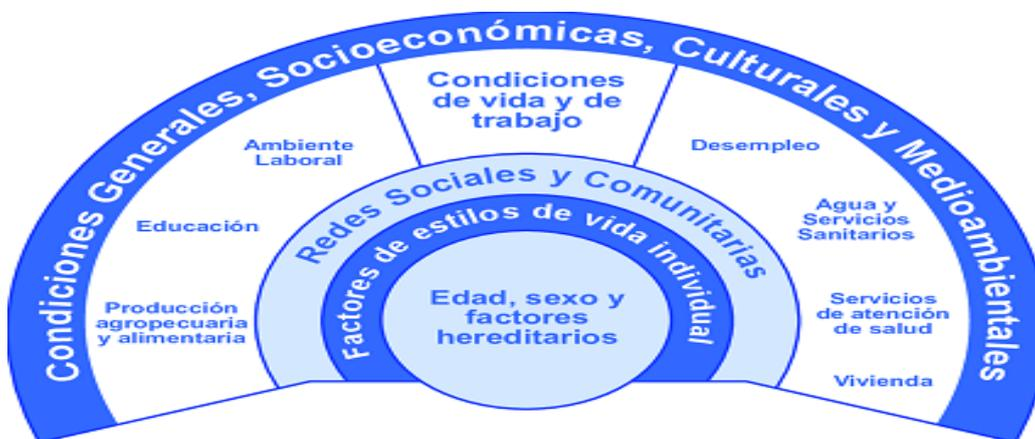 Condiciones Generales, Socioeconómicas, Culturales y Medioambientales
Condiciones
de vida y de
trabajo
Ambiente
Laboral
Educación
Producción
agropecuaria
y alimentaria
Desempleo
Agua y
Servicios
Sanitarios
Servicios
de atención
de salud
Vivienda
Redes Sociales y Comunitarias
Factores de estilos de vida individual
Edad, sexo y
factores
hereditarios